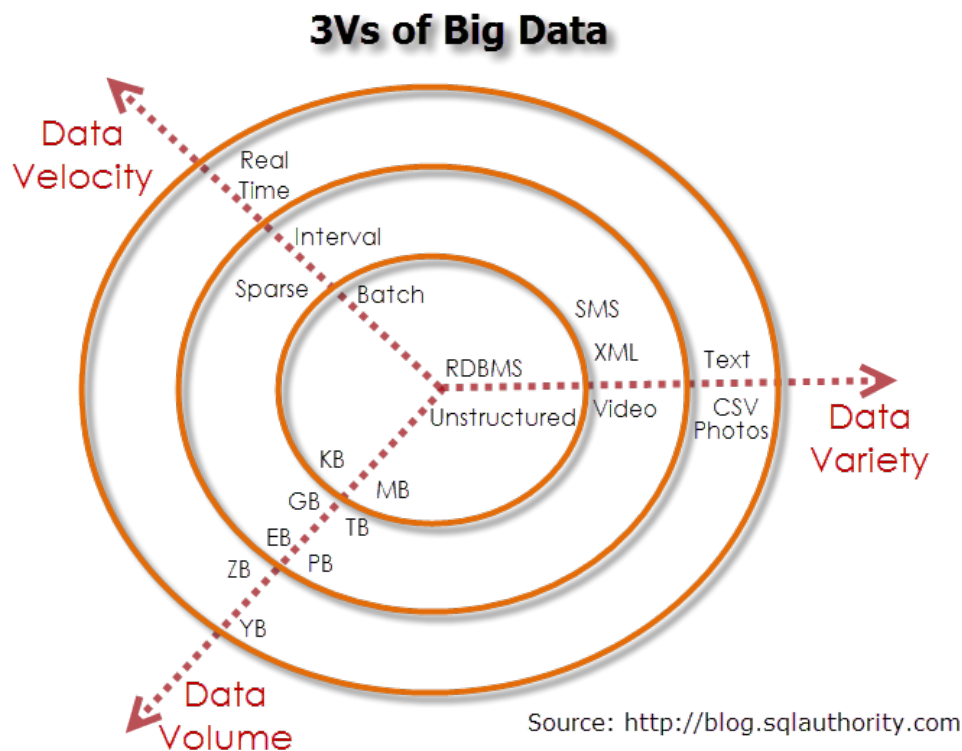 3Vs of Big Data
Data
Velocity
Real
Time
Interval
Sparse
Batch
SMS
XML
RDBMS
Text
Unstructured
Video
CSV
Photos
Data
Variety
KB
MB
GB
TB
EB
PB
ZB
YB
Data
Volume
Source: http://blog.sqlauthority.com